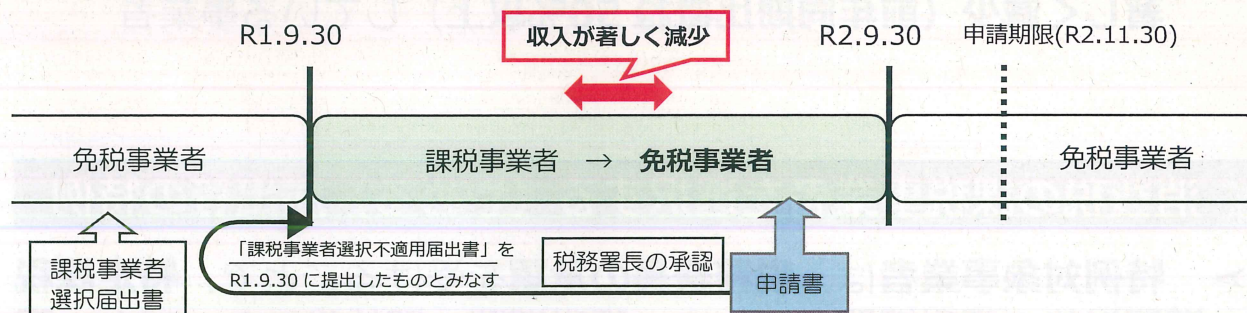 R1.9.30
収入が著しく減少
R2.9.30
申請期限(R2.11.30)
免税事業者
課税事業者 → 免税事業者
免税事業者
課税事業者
選択届出書
「課税事業者選択不適用届出書」を
R1.9.30 に提出したものとみなす
税務署長の承認
申請書